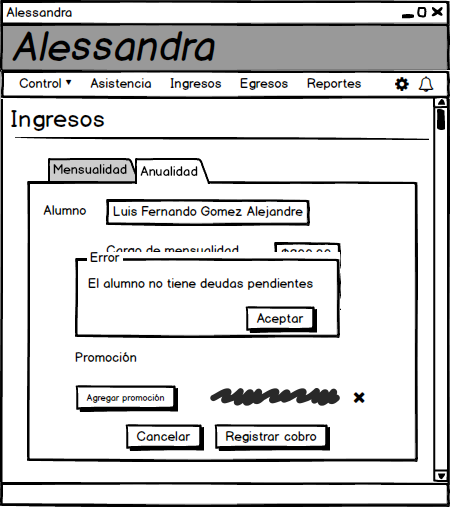 Alessandra
Alessandra
Control Asistencia Ingresos Egresos Reportes
Ingresos
Mensualidad Anualidad
Alumno Luis Fernando Gomez Alejandre
Cargo de mensualidad
Error
El alumno no tiene deudas pendientes
Aceptar
Promoción
Agregar promoción
Cancelar Registrar cobro